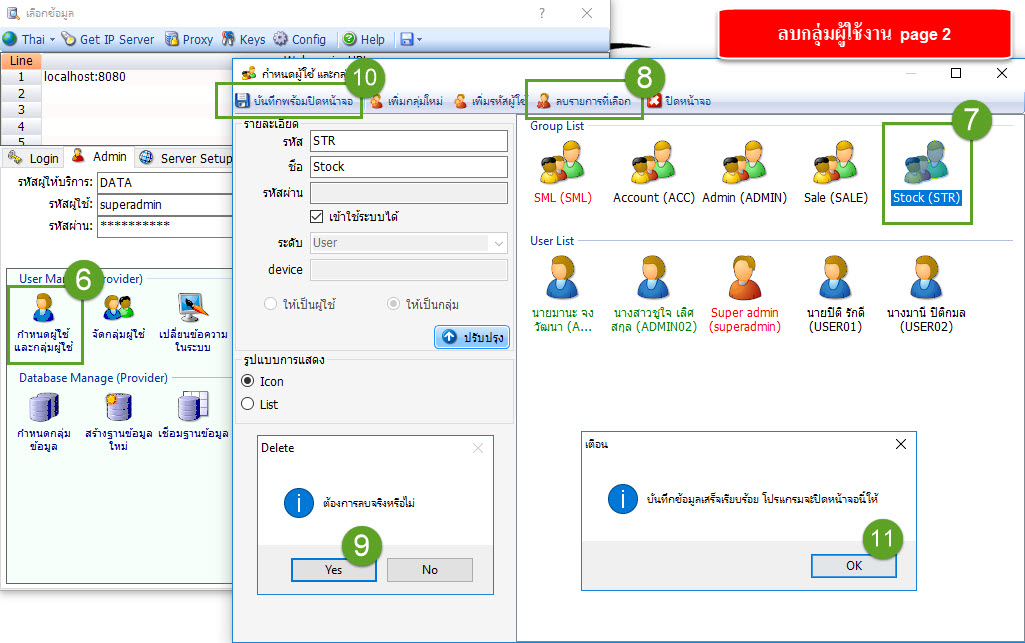 เลือกข้อมูล
ลบกลุ่มผู้ใช้งาน page 2
Thai Get IP Server Proxy Keys Config Help
Line
1 localhost:8080
2
3
4
5
Login Admin Server Setup
รหัสผู้ให้บริการ: DATA
รหัสผู้ใช้: superadmin
รหัสผ่าน: **********
6
กำหนดผู้ใช้ และกลุ่มผู้ใช้
จัดกลุ่มผู้ใช้
เปลี่ยนข้อความ ในระบบ
Database Manage (Provider)
กำหนดกลุ่ม ข้อมูล
สร้างฐานข้อมูล ใหม่
เชื่อมฐานข้อมูล
10
8
บันทึกพร้อมปิดหน้าจอ เพิ่มกลุ่มใหม่ เพิ่มรหัสผู้ใช้ ลบรายการที่เลือก ปิดหน้าจอ
รายละเอียด
รหัส STR
ชื่อ Stock
รหัสผ่าน
เข้าใช้ระบบได้
ระดับ User
device
ให้เป็นผู้ใช้ ให้เป็นกลุ่ม
ปรับปรุง
รูปแบบการแสดง
Icon
List
Group List
7
SML (SML) Account (ACC) Admin (ADMIN) Sale (SALE) Stock (STR)
User List
นายมานะ จง วัฒนา (A...
นางสาวชูใจ เลิศ สกุล (ADMIN02)
Super admin (superadmin)
นายปิติ รักดี (USER01)
นางมานี ปิติกมล (USER02)
Delete
ต้องการลบจริงหรือไม่
9
Yes No
เตือน
บันทึกข้อมูลเสร็จเรียบร้อย โปรแกรมจะปิดหน้าจอนี้ให้
11
OK